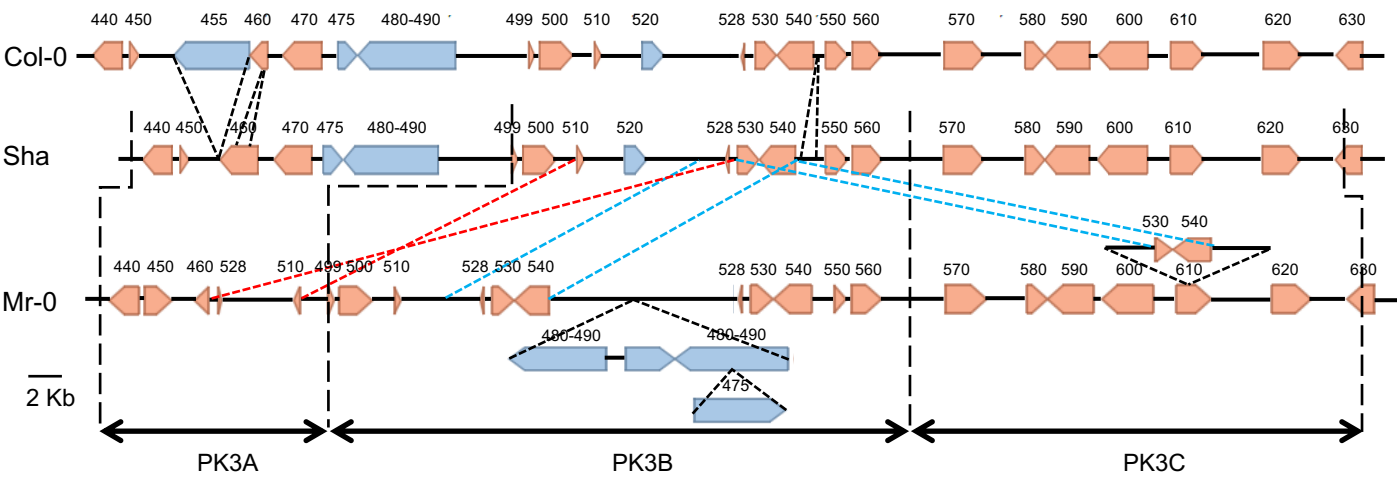 440 450 455 460 470 475 480-490 499 500 510 520 528 530 540 550 560 570 580 590 600 610 620 630
Col-0
440 450 460 470 475 480-490 499 500 510 520 528 530 540 550 560 570 580 590 600 610 620 630
Sha
530 540
440 450 460 528 510 499 500 510 528 530 540 528 530 540 550 560 570 580 590 600 610 620 630
Mr-0
480-490 480-490
475
2 Kb
PK3A PK3B PK3C